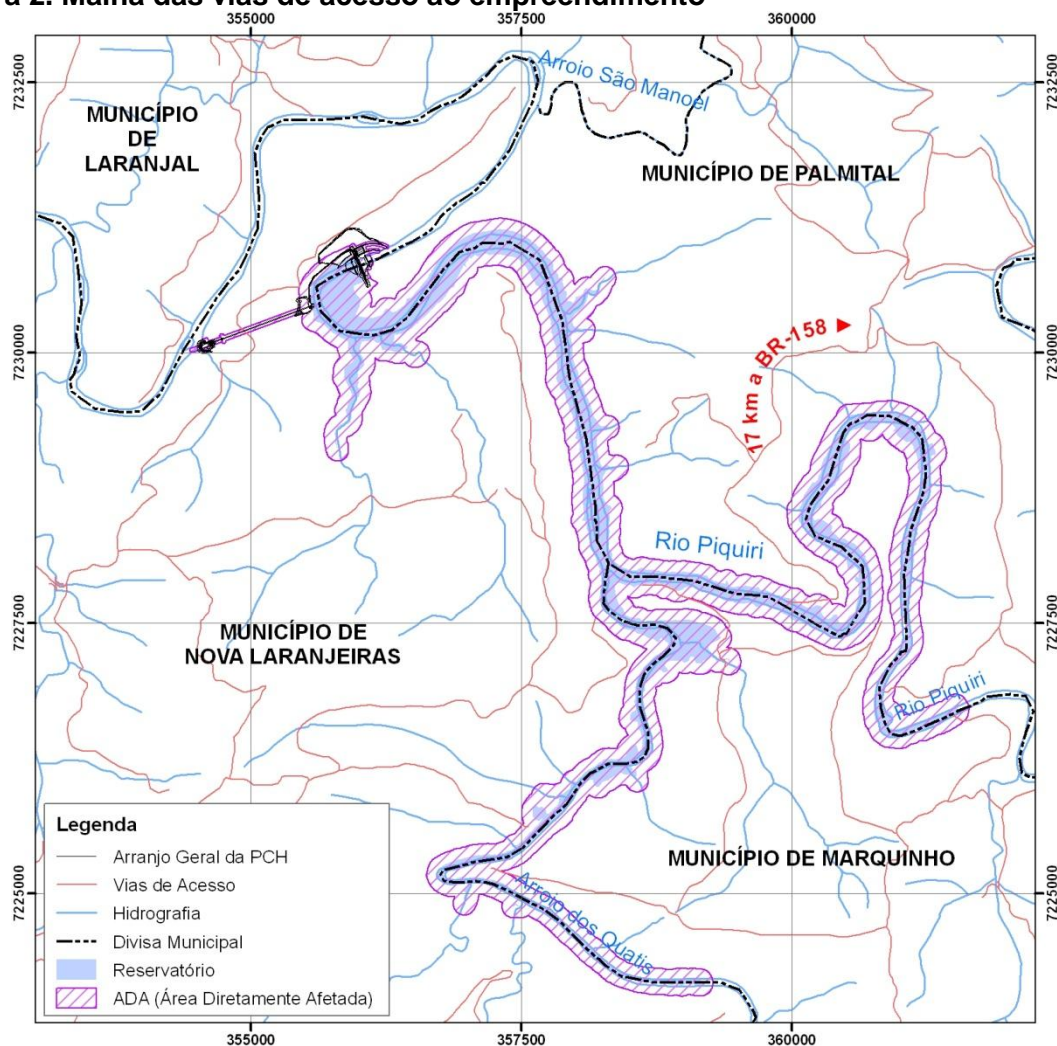 a 2. Malha das vias de acesso ao empreendimento
355000
357500
360000
7232500
7232500
Arroio São Manoel
MUNICÍPIO
DE
LARANJAL
MUNICÍPIO DE PALMITAL
7230000
7230000
17 km a BR-158 ►
Rio Piquiri
7227500
7227500
MUNICÍPIO DE
NOVA LARANJEIRAS
Rio Piquiri
Legenda
Arranjo Geral da PCH
Vias de Acesso
Hidrografia
Divisa Municipal
Reservatório
ADA (Área Diretamente Afetada)
MUNICÍPIO DE MARQUINHO
7225000
7225000
Arroio dos Quatis
355000
357500
360000